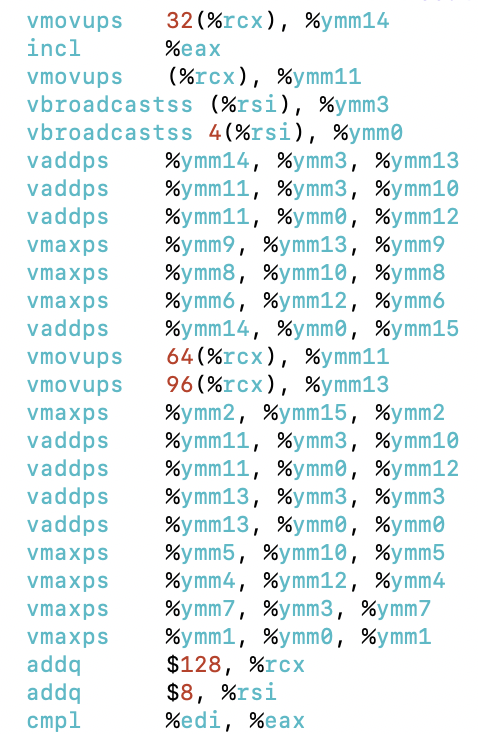 vmovups 32(%rcx), %ymm14
incl %eax
vmovups (%rcx), %ymm11
vbroadcastss (%rsi), %ymm3
vbroadcastss 4(%rsi), %ymm0
vaddps %ymm14, %ymm3, %ymm13
vaddps %ymm11, %ymm3, %ymm10
vaddps %ymm11, %ymm0, %ymm12
vmaxps %ymm9, %ymm13, %ymm9
vmaxps %ymm8, %ymm10, %ymm8
vmaxps %ymm6, %ymm12, %ymm6
vaddps %ymm14, %ymm0, %ymm15
vmovups 64(%rcx), %ymm11
vmovups 96(%rcx), %ymm13
vmaxps %ymm2, %ymm15, %ymm2
vaddps %ymm11, %ymm3, %ymm10
vaddps %ymm11, %ymm0, %ymm12
vaddps %ymm13, %ymm3, %ymm3
vaddps %ymm13, %ymm0, %ymm0
vmaxps %ymm5, %ymm10, %ymm5
vmaxps %ymm4, %ymm12, %ymm4
vmaxps %ymm7, %ymm3, %ymm7
vmaxps %ymm1, %ymm0, %ymm1
addq $128, %rcx
addq $8, %rsi
cmpl %edi, %eax